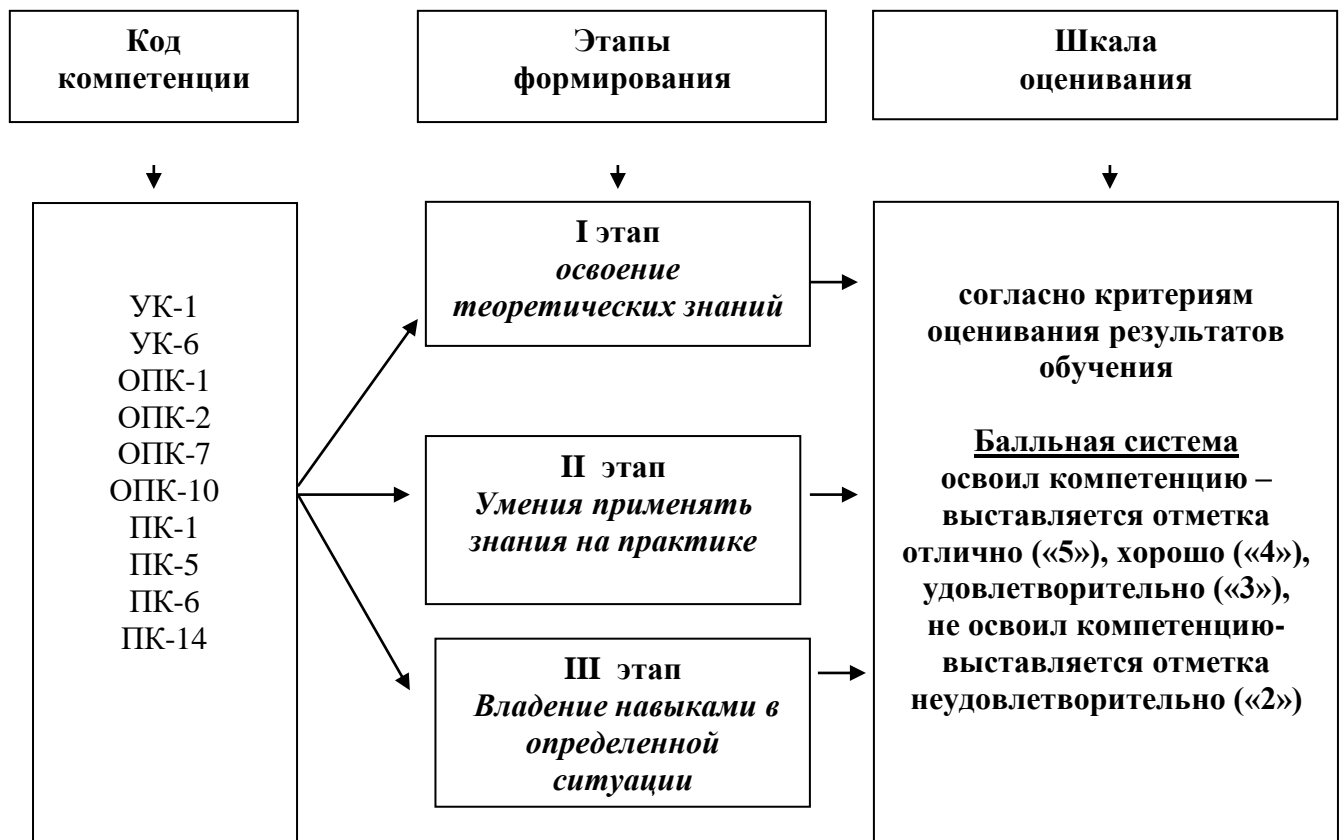 Код
компетенции
Этапы
формирования
Шкала
оценивания
УК-1
УК-6
ОПК-1
ОПК-2
ОПК-7
ОПК-10
ПК-1
ПК-5
ПК-6
ПК-14
I этап
освоение
теоретических знаний
II этап
Умения применять
знания на практике
III этап
Владение навыками в
определенной
ситуации
согласно критериям
оценивания результатов
обучения
Балльная система
освоил компетенцию –
выставляется отметка
отлично («5»), хорошо («4»),
удовлетворительно («3»),
не освоил компетенцию-
выставляется отметка
неудовлетворительно («2»)